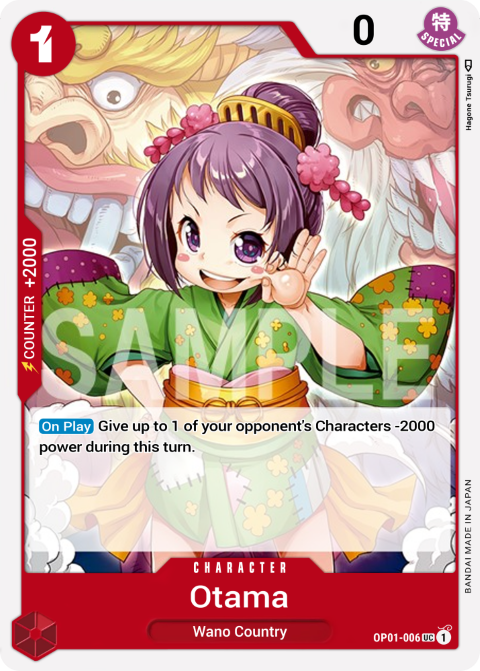 1
0
特
SPECIAL
Hagone Tsurugi
COUNTER +2000
SAMPLE
On Play Give up to 1 of your opponent's Characters -2000
power during this turn.
BANDAI MADE IN JAPAN
CHARACTER
Otama
Wano Country
OP01-006 UC 1